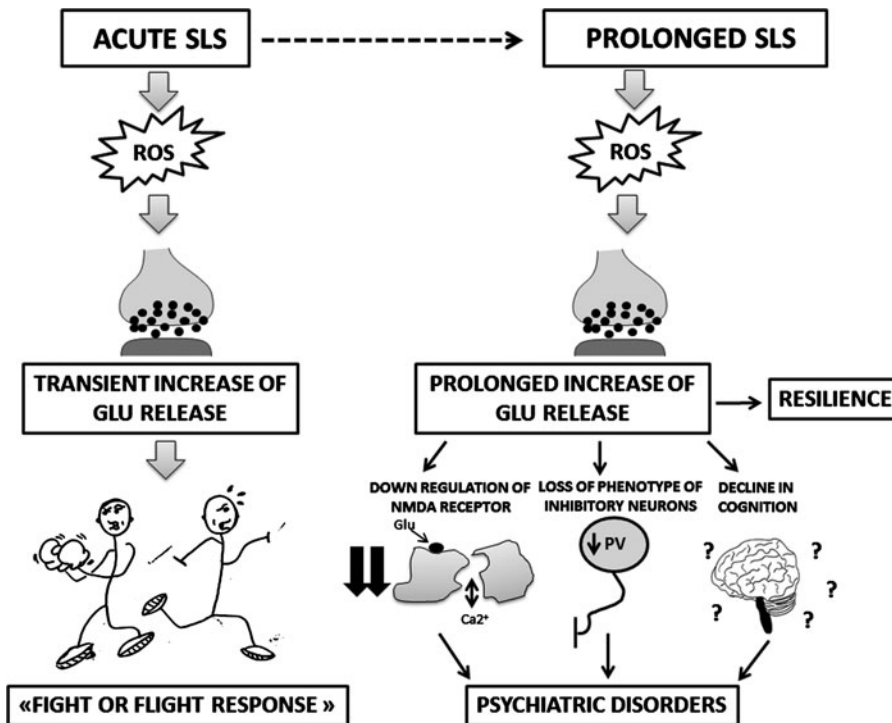 ACUTE SLS
PROLONGED SLS
ROS
ROS
TRANSIENT INCREASE OF
GLU RELEASE
PROLONGED INCREASE OF
GLU RELEASE
RESILIENCE
DOWN REGULATION OF
NMDA RECEPTOR
LOSS OF PHENOTYPE OF
INHIBITORY NEURONS
DECLINE IN
COGNITION
Glu
Ca2+
PV
?
?
?
?
?
«FIGHT OR FLIGHT RESPONSE »
PSYCHIATRIC DISORDERS